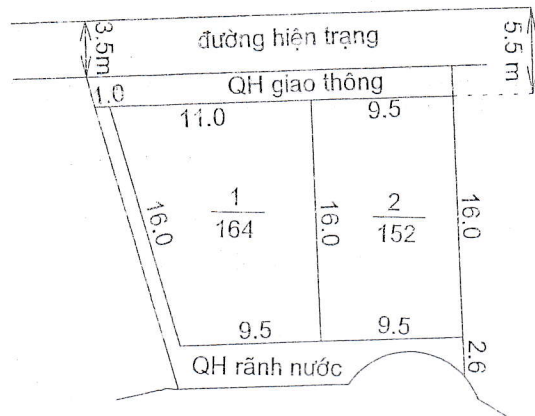 3.5m
đường hiện trạng
5.5 m
1.0
QH giao thông
11.0
9.5
16.0
1
164
16.0
2
152
16.0
9.5
9.5
QH rãnh nước
2.6